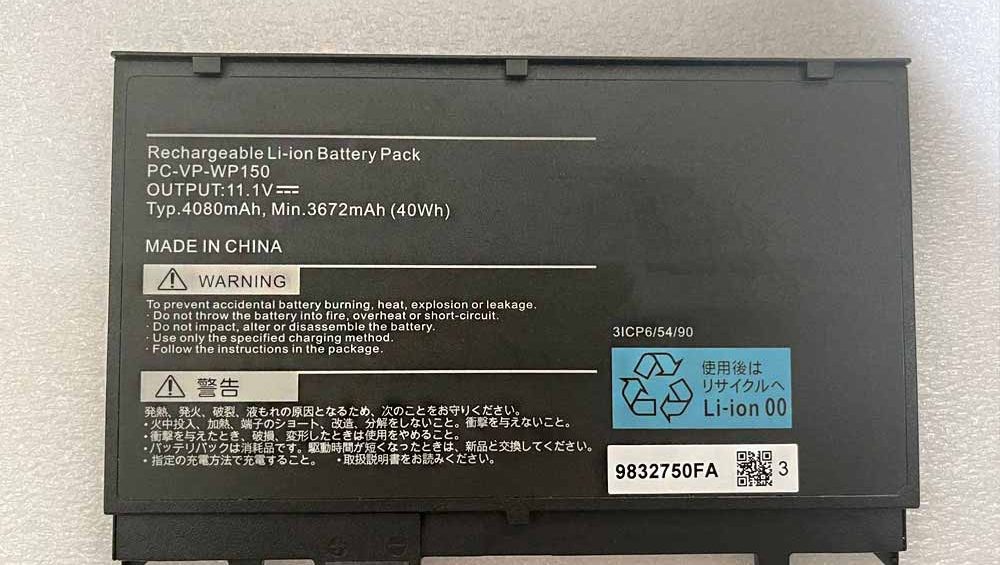 Rechargeable Li-ion Battery Pack
PC-VP-WP150
OUTPUT:11.1V⎓
Typ.4080mAh, Min.3672mAh (40Wh)
MADE IN CHINA
WARNING
To prevent accidental battery burning, heat, explosion or leakage.
· Do not throw the battery into fire, overheat or short-circuit.
· Do not impact, alter or disassemble the battery.
· Use only the specified charging method.
· Follow the instructions in the package.
警告
発熱、発火、破裂、液もれの原因となるため、次のことをお守りください。
・火中投入、加熱、端子のショート、改造、分解をしないこと。衝撃を与えないこと。
・衝撃を与えたとき、破損、変形したときは使用をやめること。
・バッテリパックは消耗品です。駆動時間が短くなったときは、新品と交換してください。
・指定の充電方法で充電すること。 ・取扱説明書をお読みください。
3ICP6/54/90
使用後は
リサイクルへ
Li-ion 00
9832750FA 3